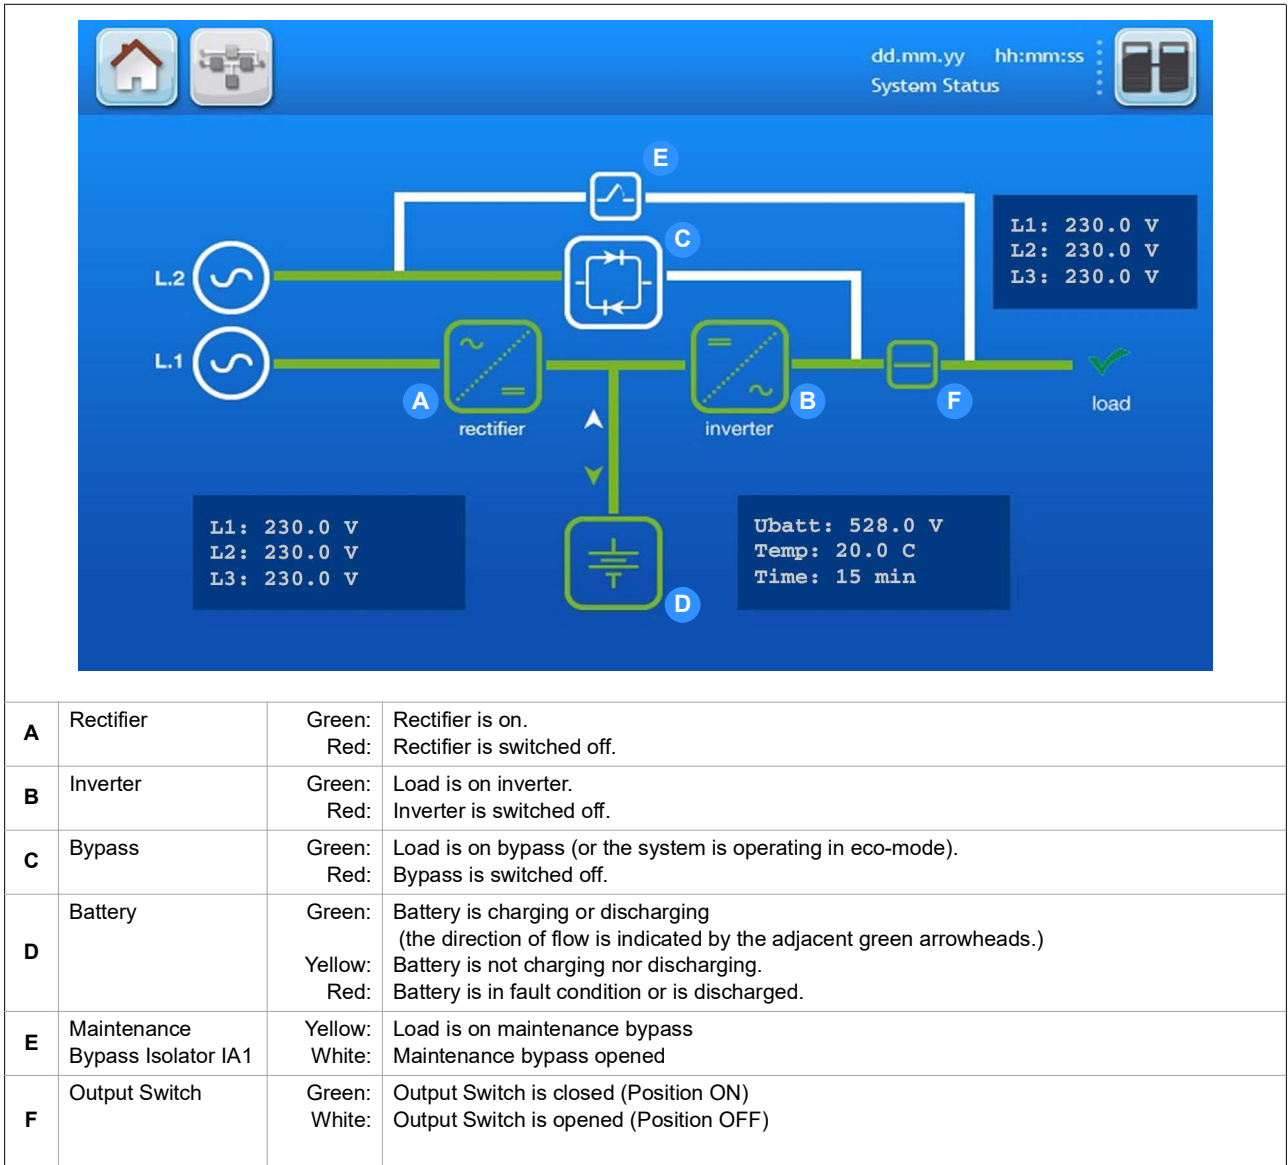 dd.mm.yy hh:mm:ss
System Status
E
L1: 230.0 V
L2: 230.0 V
L3: 230.0 V
C
L.2
L.1
A
B
F
rectifier
inverter
load
L1: 230.0 V
L2: 230.0 V
L3: 230.0 V
Ubatt: 528.0 V
Temp: 20.0 C
Time: 15 min
D
A Rectifier Green: Rectifier is on.
Red: Rectifier is switched off.
B Inverter Green: Load is on inverter.
Red: Inverter is switched off.
C Bypass Green: Load is on bypass (or the system is operating in eco-mode).
Red: Bypass is switched off.
D Battery Green: Battery is charging or discharging
(the direction of flow is indicated by the adjacent green arrowheads.)
Yellow: Battery is not charging nor discharging.
Red: Battery is in fault condition or is discharged.
E Maintenance Yellow: Load is on maintenance bypass
Bypass Isolator IA1 White: Maintenance bypass opened
F Output Switch Green: Output Switch is closed (Position ON)
White: Output Switch is opened (Position OFF)